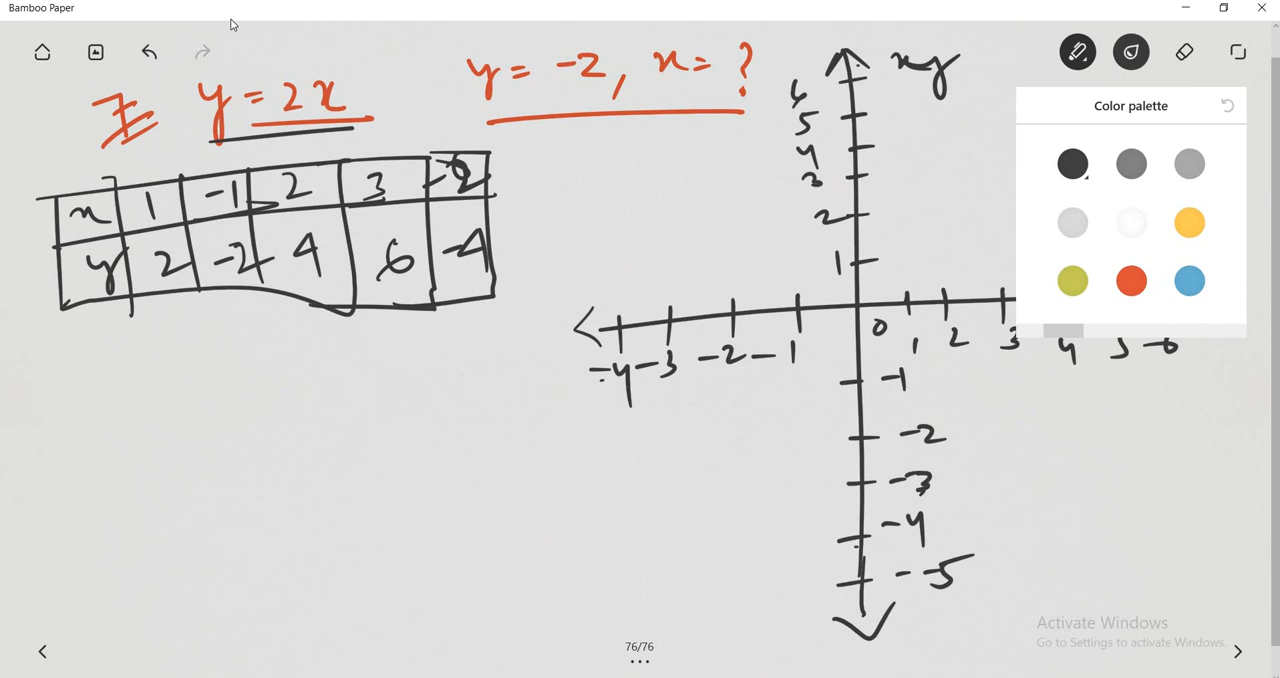 Bamboo Paper
y = 2x
y = -2, x = ?
x 1 -1 2 3 -2
y 2 -2 4 6 -4
xy
6
5
4
3
2
1
-4 -3 -2 -1 0 1 2 3 4 5 6
-1
-2
-3
-4
-5
Color palette
76/76
Activate Windows
Go to Settings to activate Windows.